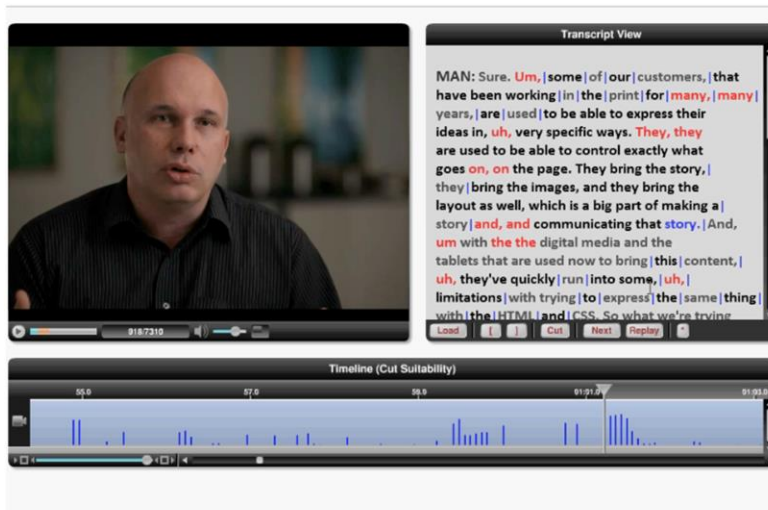 Transcript View
MAN: Sure. Um,|some|of|our|customers,|that
have been working|in|the|print|for|many,|many|
years,|are|used|to be able to express their
ideas in, uh, very specific ways. They, they
are used to be able to control exactly what
goes on, on the page. They bring the story,|
they|bring the images, and they bring the
layout as well, which is a big part of making a|
story|and, and communicating that story.|And,
um with the the digital media and the
tablets that are used now to bring|this|content,|
uh, they've quickly|run|into some,|uh,|
limitations|with trying|to|express|the|same|thing|
with|the|HTML|and|CSS. So what we're trying
918/7310
Load [ ] Cut Next Replay
Timeline (Cut Suitability)
55.0 57.0 59.0 01:01.0 01:03.0